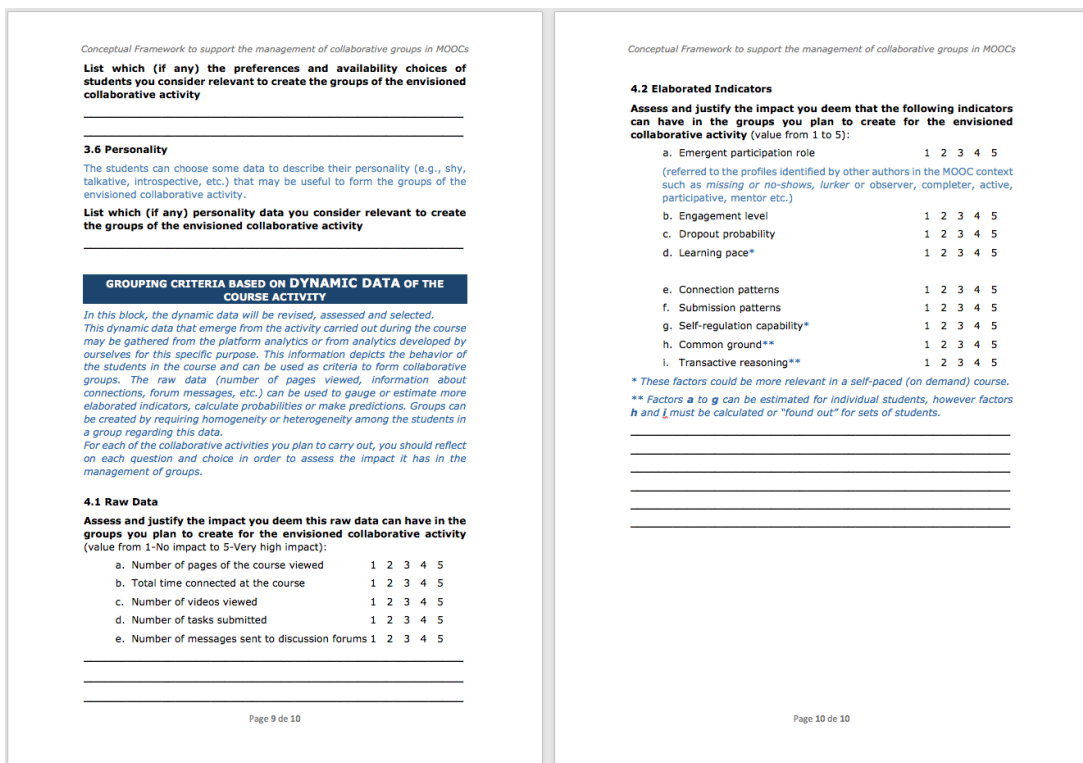 Conceptual Framework to support the management of collaborative groups in MOOCs
List which (if any) the preferences and availability choices of
students you consider relevant to create the groups of the envisioned
collaborative activity
3.6 Personality
The students can choose some data to describe their personality (e.g., shy,
talkative, introspective, etc.) that may be useful to form the groups of the
envisioned collaborative activity.
List which (if any) personality data you consider relevant to create
the groups of the envisioned collaborative activity
GROUPING CRITERIA BASED ON DYNAMIC DATA OF THE
COURSE ACTIVITY
In this block, the dynamic data will be revised, assessed and selected.
This dynamic data that emerge from the activity carried out during the course
may be gathered from the platform analytics or from analytics developed by
ourselves for this specific purpose. This information depicts the behavior of
the students in the course and can be used as criteria to form collaborative
groups. The raw data (number of pages viewed, information about
connections, forum messages, etc.) can be used to gauge or estimate more
elaborated indicators, calculate probabilities or make predictions. Groups can
be created by requiring homogeneity or heterogeneity among the students in
a group regarding this data.
For each of the collaborative activities you plan to carry out, you should reflect
on each question and choice in order to assess the impact it has in the
management of groups.
4.1 Raw Data
Assess and justify the impact you deem this raw data can have in the
groups you plan to create for the envisioned collaborative activity
(value from 1-No impact to 5-Very high impact):
a. Number of pages of the course viewed 1 2 3 4 5
b. Total time connected at the course 1 2 3 4 5
c. Number of videos viewed 1 2 3 4 5
d. Number of tasks submitted 1 2 3 4 5
e. Number of messages sent to discussion forums 1 2 3 4 5
Page 9 de 10
Conceptual Framework to support the management of collaborative groups in MOOCs
4.2 Elaborated Indicators
Assess and justify the impact you deem that the following indicators
can have in the groups you plan to create for the envisioned
collaborative activity (value from 1 to 5):
a. Emergent participation role 1 2 3 4 5
(referred to the profiles identified by other authors in the MOOC context
such as missing or no-shows, lurker or observer, completer, active,
participative, mentor etc.)
b. Engagement level 1 2 3 4 5
c. Dropout probability 1 2 3 4 5
d. Learning pace* 1 2 3 4 5
e. Connection patterns 1 2 3 4 5
f. Submission patterns 1 2 3 4 5
g. Self-regulation capability* 1 2 3 4 5
h. Common ground** 1 2 3 4 5
i. Transactive reasoning** 1 2 3 4 5
* These factors could be more relevant in a self-paced (on demand) course.
** Factors a to g can be estimated for individual students, however factors
h and i must be calculated or “found out” for sets of students.
Page 10 de 10